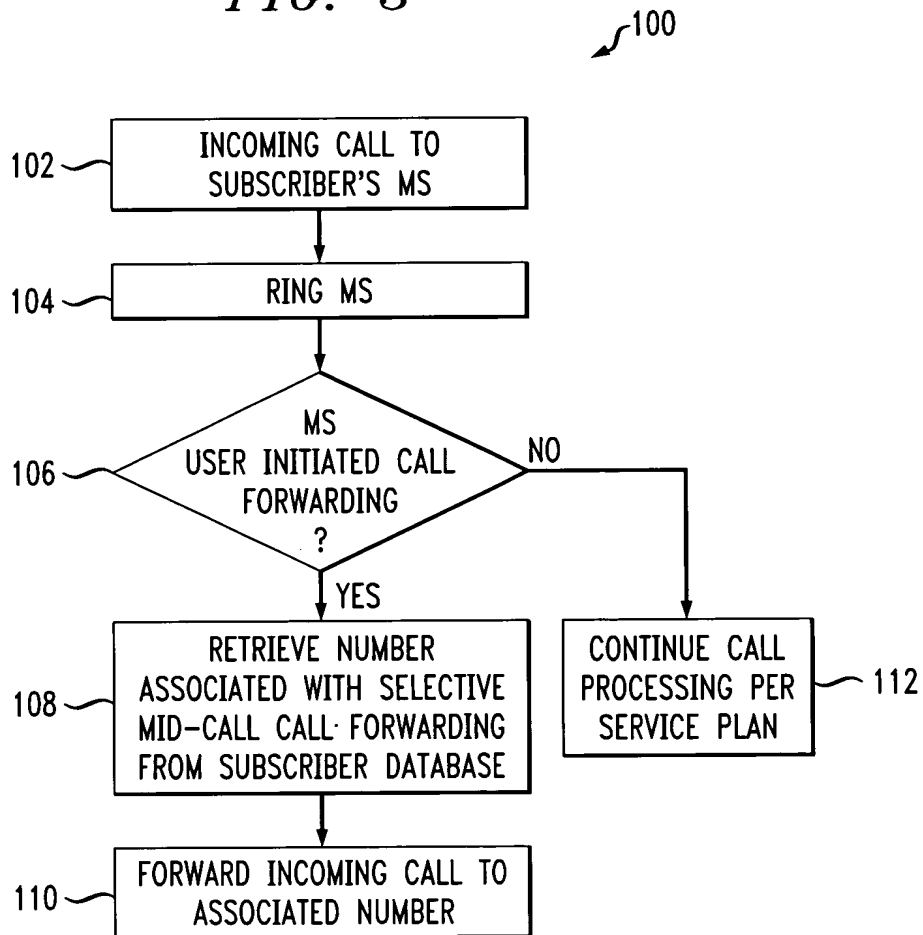 FIG. 3
100
102
INCOMING CALL TO
SUBSCRIBER'S MS
104
RING MS
106
MS
USER INITIATED CALL
FORWARDING
?
NO
YES
108
RETRIEVE NUMBER
ASSOCIATED WITH SELECTIVE
MID-CALL CALL FORWARDING
FROM SUBSCRIBER DATABASE
CONTINUE CALL
PROCESSING PER
SERVICE PLAN
112
110
FORWARD INCOMING CALL TO
ASSOCIATED NUMBER